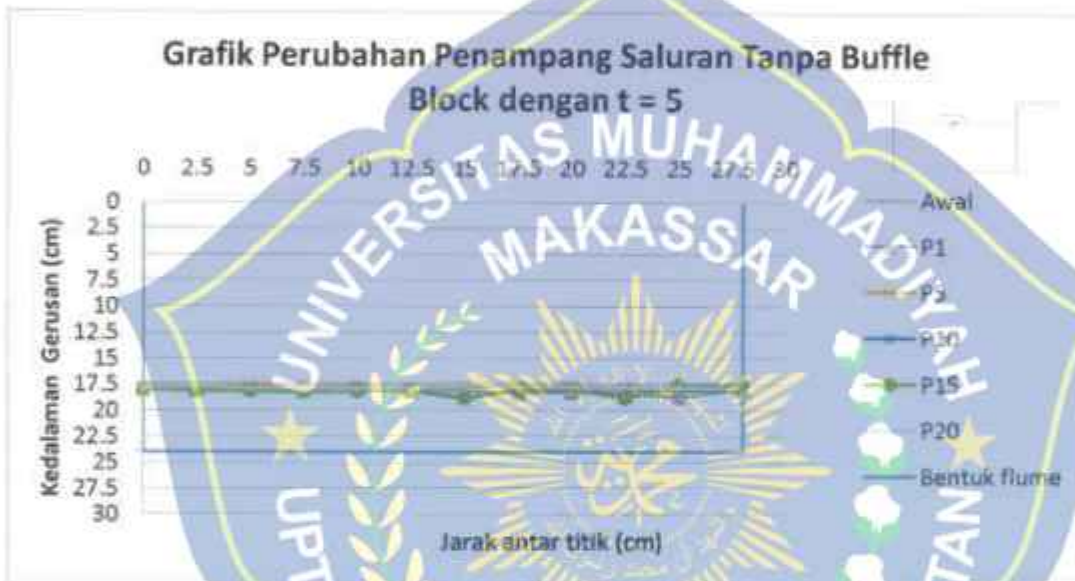 Grafik Perubahan Penampang Saluran Tanpa Buffle
Block dengan t = 5
0 2.5 5 7.5 10 12.5 15 17.5 20 22.5 25 27.5 30
Kedalaman Gerusan (cm)
0
2.5
5
7.5
10
12.5
15
17.5
20
22.5
25
27.5
30
Jarak antar titik (cm)
Awal
P1
P5
P10
P15
P20
Bentuk flume
UNIVERSITAS MUHAMMADIYAH
MAKASSAR
UPT